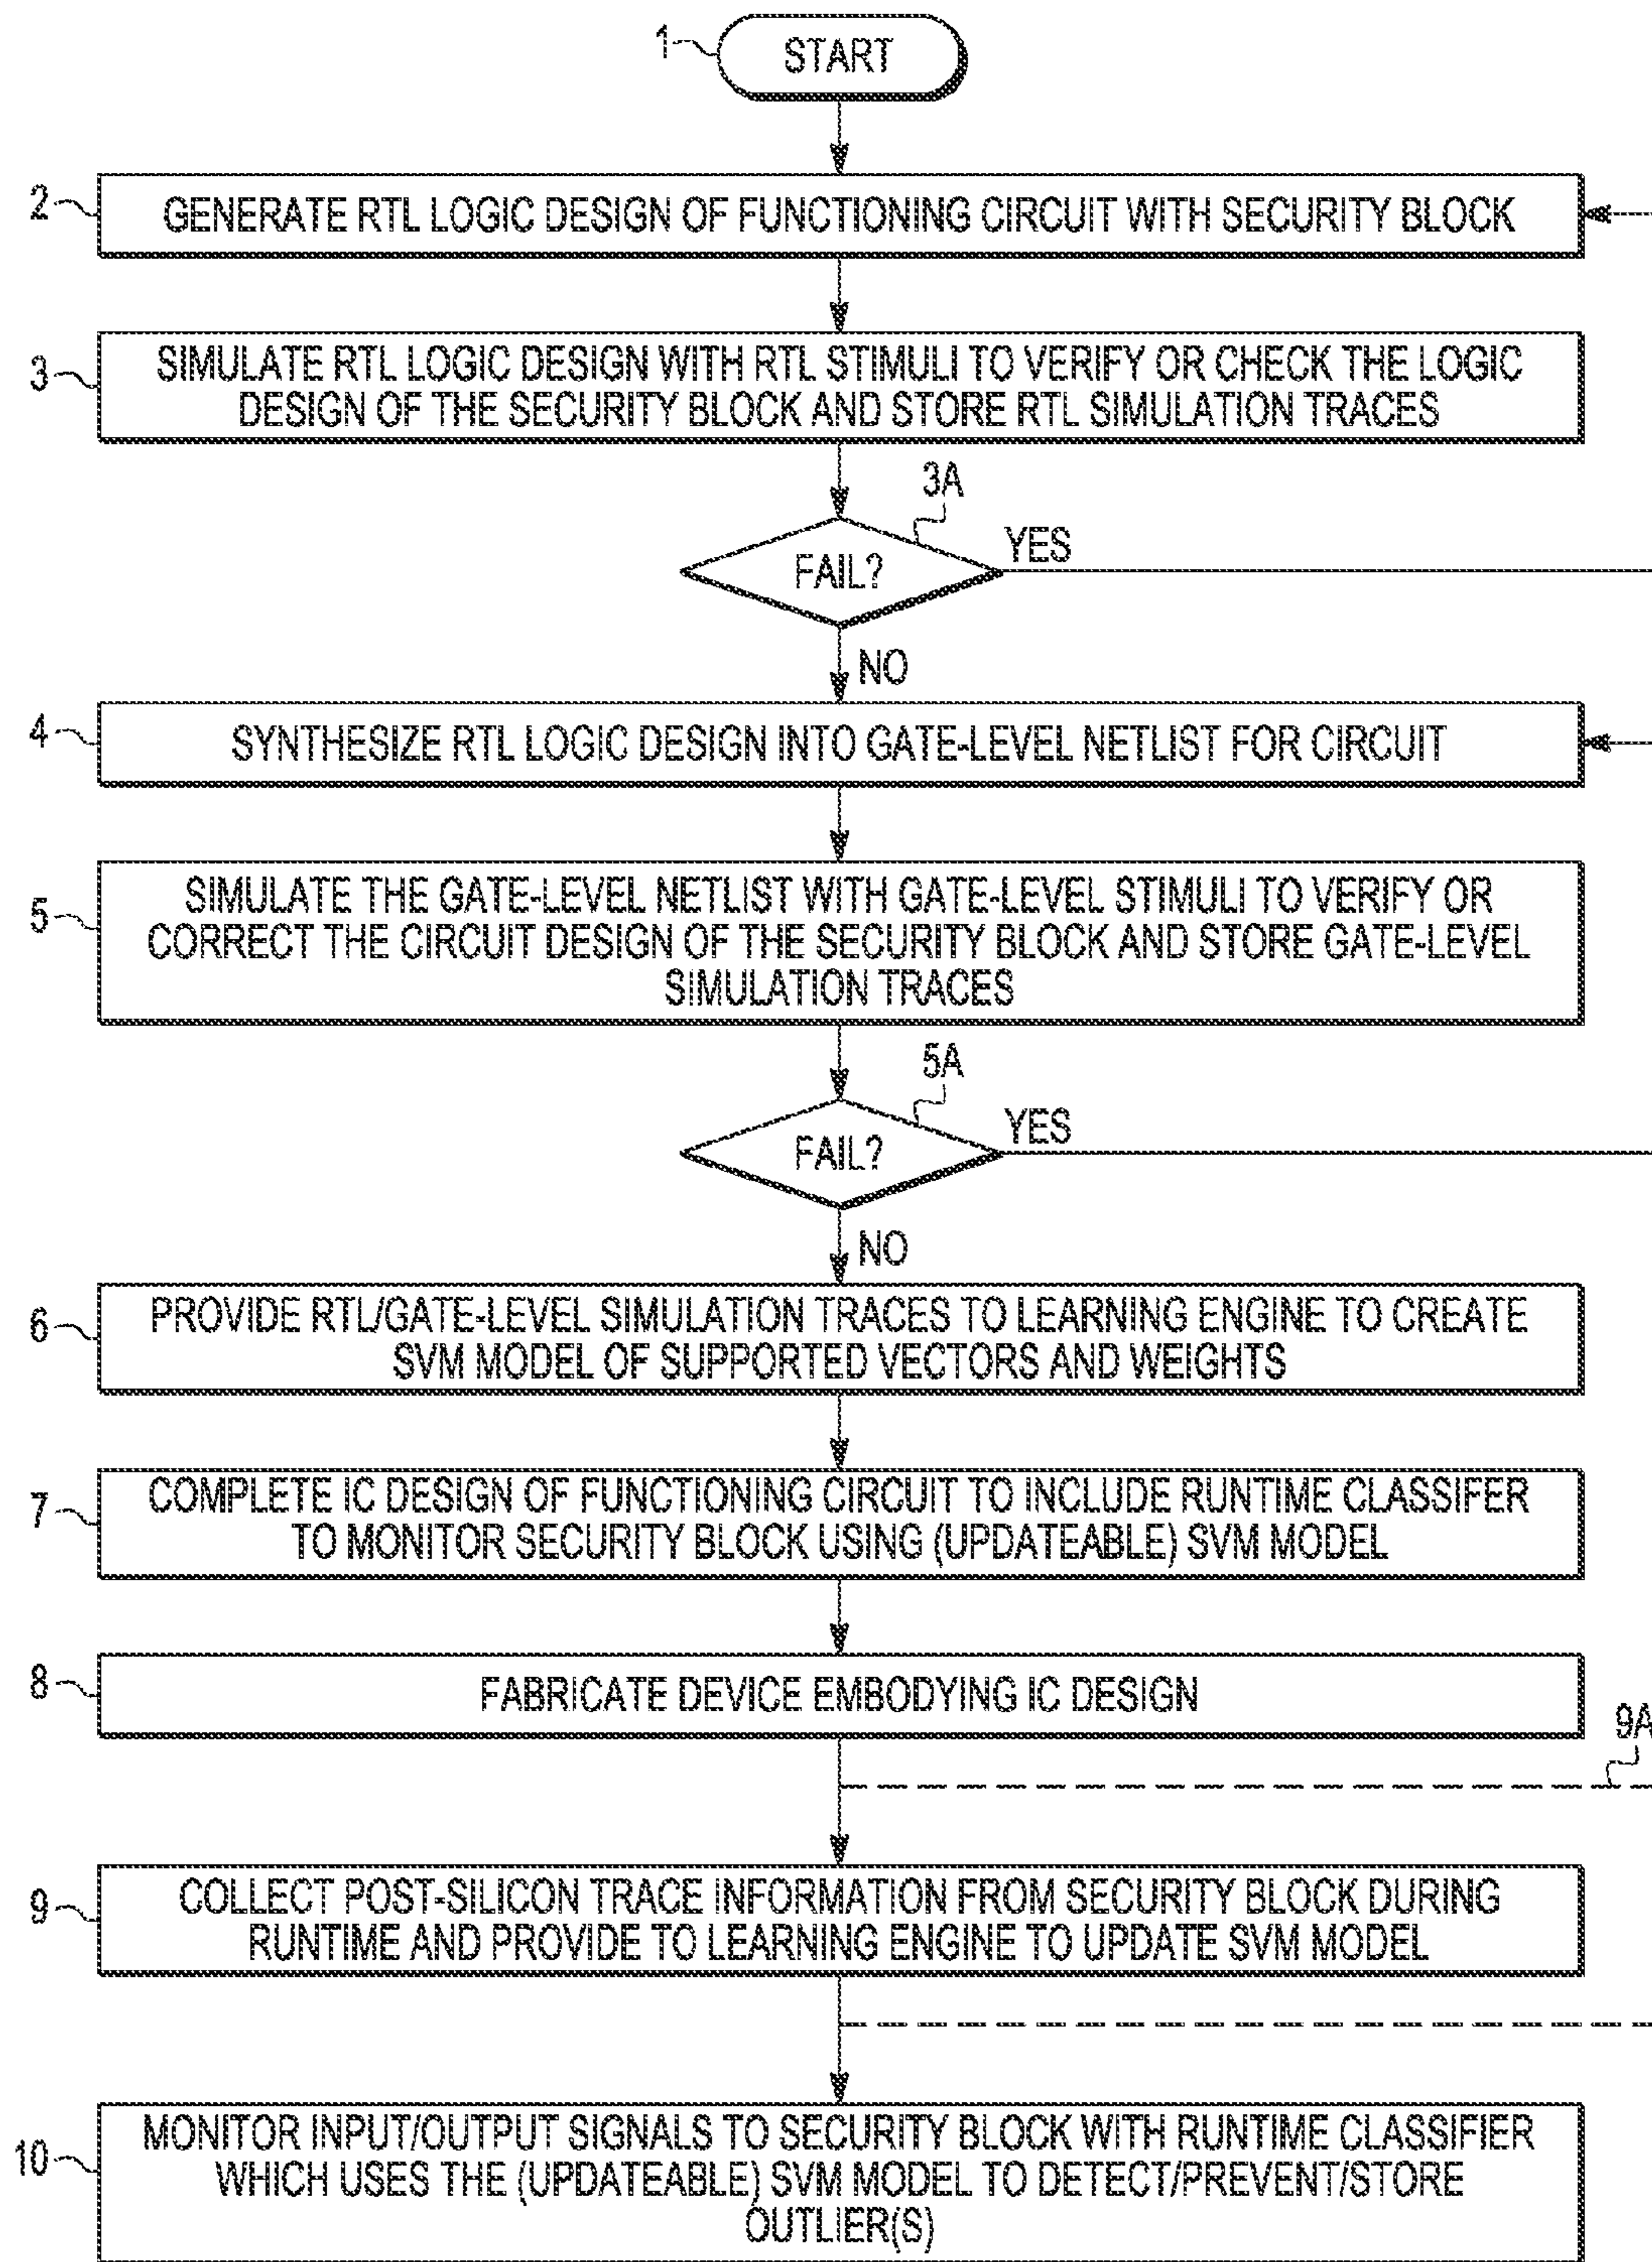 1
START
2
GENERATE RTL LOGIC DESIGN OF FUNCTIONING CIRCUIT WITH SECURITY BLOCK
3
SIMULATE RTL LOGIC DESIGN WITH RTL STIMULI TO VERIFY OR CHECK THE LOGIC
DESIGN OF THE SECURITY BLOCK AND STORE RTL SIMULATION TRACES
3A
FAIL?
YES
NO
4
SYNTHESIZE RTL LOGIC DESIGN INTO GATE-LEVEL NETLIST FOR CIRCUIT
5
SIMULATE THE GATE-LEVEL NETLIST WITH GATE-LEVEL STIMULI TO VERIFY OR
CORRECT THE CIRCUIT DESIGN OF THE SECURITY BLOCK AND STORE GATE-LEVEL
SIMULATION TRACES
5A
FAIL?
YES
NO
6
PROVIDE RTL/GATE-LEVEL SIMULATION TRACES TO LEARNING ENGINE TO CREATE
SVM MODEL OF SUPPORTED VECTORS AND WEIGHTS
7
COMPLETE IC DESIGN OF FUNCTIONING CIRCUIT TO INCLUDE RUNTIME CLASSIFER
TO MONITOR SECURITY BLOCK USING (UPDATEABLE) SVM MODEL
8
FABRICATE DEVICE EMBODYING IC DESIGN
9A
9
COLLECT POST-SILICON TRACE INFORMATION FROM SECURITY BLOCK DURING
RUNTIME AND PROVIDE TO LEARNING ENGINE TO UPDATE SVM MODEL
10
MONITOR INPUT/OUTPUT SIGNALS TO SECURITY BLOCK WITH RUNTIME CLASSIFIER
WHICH USES THE (UPDATEABLE) SVM MODEL TO DETECT/PREVENT/STORE
OUTLIER(S)